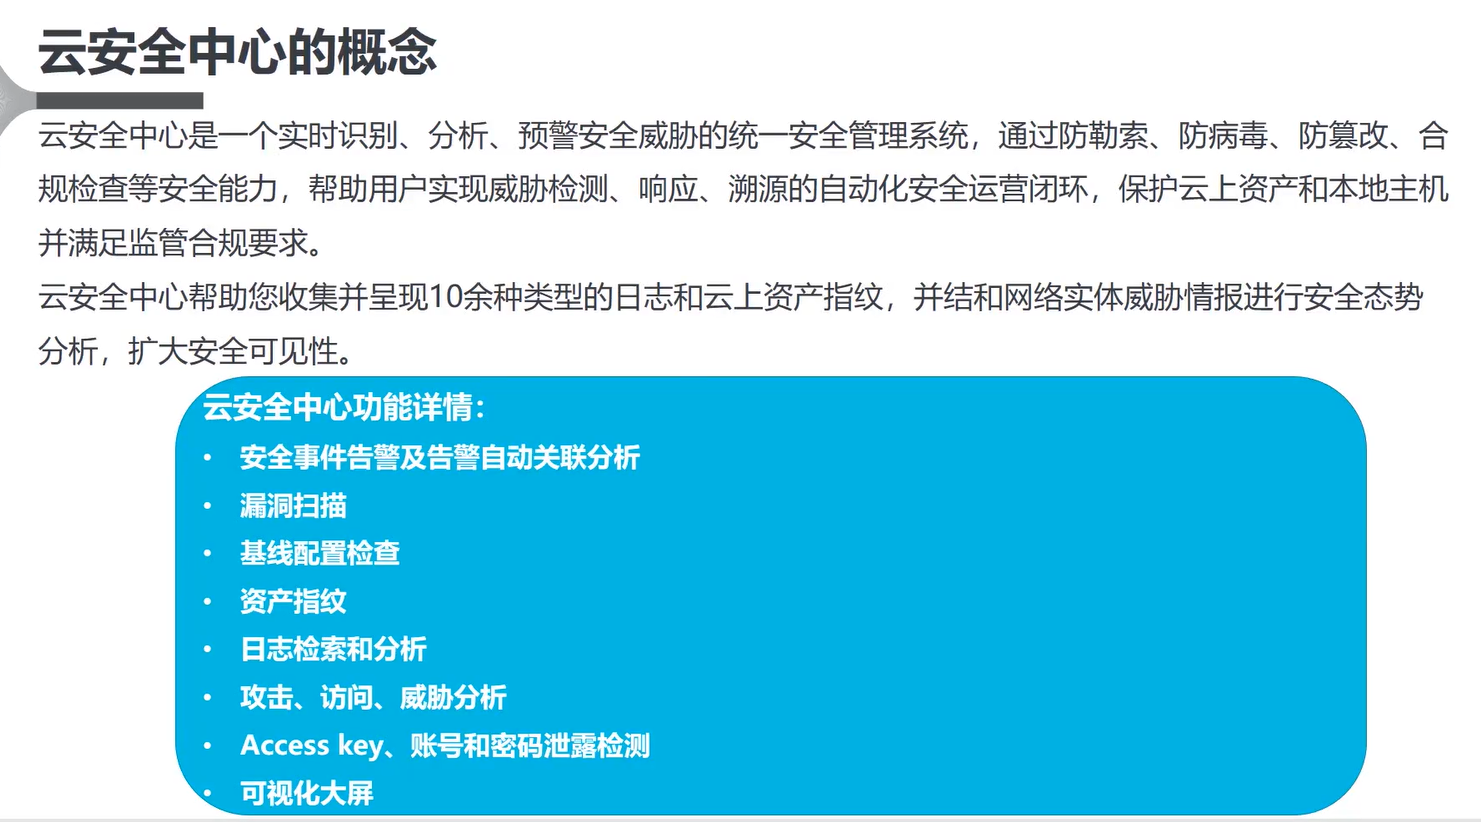 云安全中心的概念
云安全中心是一个实时识别、分析、预警安全威胁的统一安全管理系统，通过防勒索、防病毒、防篡改、合
规检查等安全能力，帮助用户实现威胁检测、响应、溯源的自动化安全运营闭环，保护云上资产和本地主机
并满足监管合规要求。
云安全中心帮助您收集并呈现10余种类型的日志和云上资产指纹，并结和网络实体威胁情报进行安全态势
分析，扩大安全可见性。
云安全中心功能详情：
• 安全事件告警及告警自动关联分析
• 漏洞扫描
• 基线配置检查
• 资产指纹
• 日志检索和分析
• 攻击、访问、威胁分析
• Access key、账号和密码泄露检测
• 可视化大屏